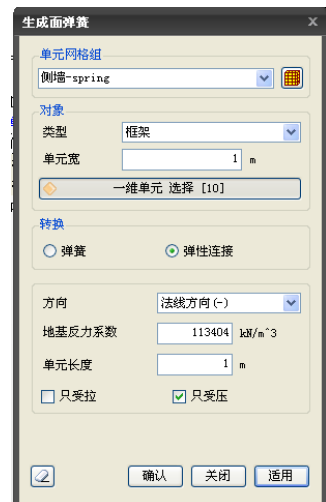 生成面弹簧 x
单元网格组
侧墙-spring
对象
类型 框架
单元宽 1 m
一维单元 选择 [10]
转换
弹簧 弹性连接
方向 法线方向(-)
地基反力系数 113404 kN/m^3
单元长度 1 m
只受拉 只受压
确认 关闭 适用